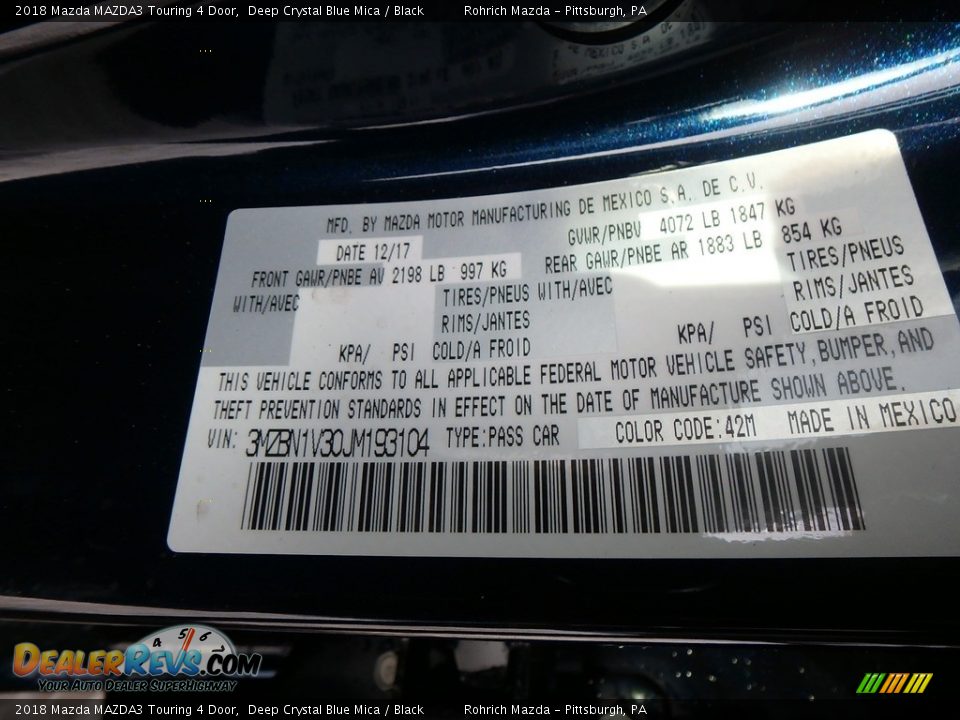 2018 Mazda MAZDA3 Touring 4 Door, Deep Crystal Blue Mica / Black Rohrich Mazda - Pittsburgh, PA
MFD. BY MAZDA MOTOR MANUFACTURING DE MEXICO S.A. DE C.V.
DATE 12/17 GVWR/PNBV 4072 LB 1847 KG
FRONT GAWR/PNBE AV 2198 LB 997 KG REAR GAWR/PNBE AR 1883 LB 854 KG
WITH/AVEC TIRES/PNEUS WITH/AVEC TIRES/PNEUS
RIMS/JANTES RIMS/JANTES
KPA/ PSI COLD/A FROID KPA/ PSI COLD/A FROID
THIS VEHICLE CONFORMS TO ALL APPLICABLE FEDERAL MOTOR VEHICLE SAFETY,BUMPER,AND
THEFT PREVENTION STANDARDS IN EFFECT ON THE DATE OF MANUFACTURE SHOWN ABOVE.
VIN: 3MZBN1V30JM193104 TYPE:PASS CAR COLOR CODE:42M MADE IN MEXICO
4 5 6
DEALERREVS.COM
YOUR AUTO DEALER SUPERHIGHWAY
2018 Mazda MAZDA3 Touring 4 Door, Deep Crystal Blue Mica / Black Rohrich Mazda - Pittsburgh, PA